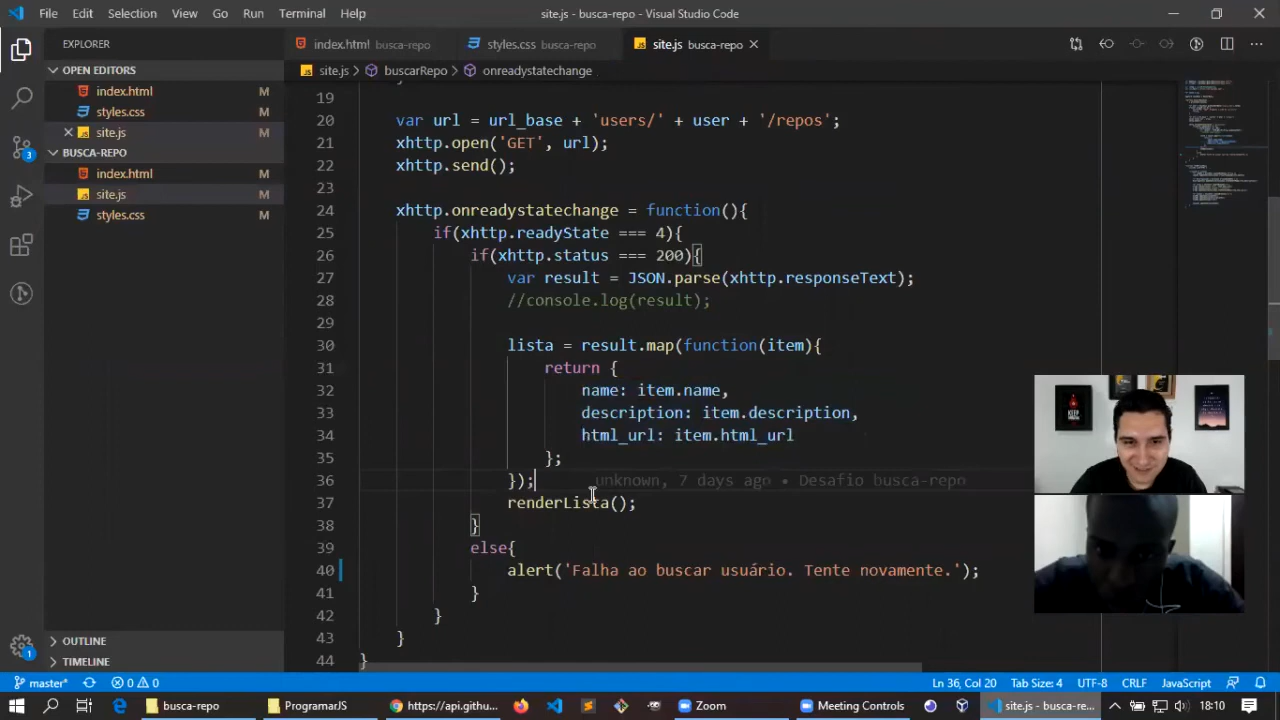 File Edit Selection View Go Run Terminal Help site.js - busca-repo - Visual Studio Code
EXPLORER
index.html busca-repo styles.css busca-repo site.js busca-repo
OPEN EDITORS
site.js buscarRepo onreadystatechange
index.html M
styles.css M
site.js M
BUSCA-REPO
index.html M
site.js M
styles.css M
19
20 var url = url_base + 'users/' + user + '/repos';
21 xhttp.open('GET', url);
22 xhttp.send();
23
24 xhttp.onreadystatechange = function(){
25 if(xhttp.readyState === 4){
26 if(xhttp.status === 200){
27 var result = JSON.parse(xhttp.responseText);
28 //console.log(result);
29
30 lista = result.map(function(item){
31 return {
32 name: item.name,
33 description: item.description,
34 html_url: item.html_url
35 };
36 }); unknown, 7 days ago • Desafio busca-repo
37 renderLista();
38 }
39 else{
40 alert('Falha ao buscar usuário. Tente novamente.');
41 }
42 }
43 }
44 }
3
OUTLINE
TIMELINE
1
master* 0 0 Ln 36, Col 20 Tab Size: 4 UTF-8 CRLF JavaScript
busca-repo ProgramarJS https://api.githu... Zoom Meeting Controls site.js - busca-rep... 18:10